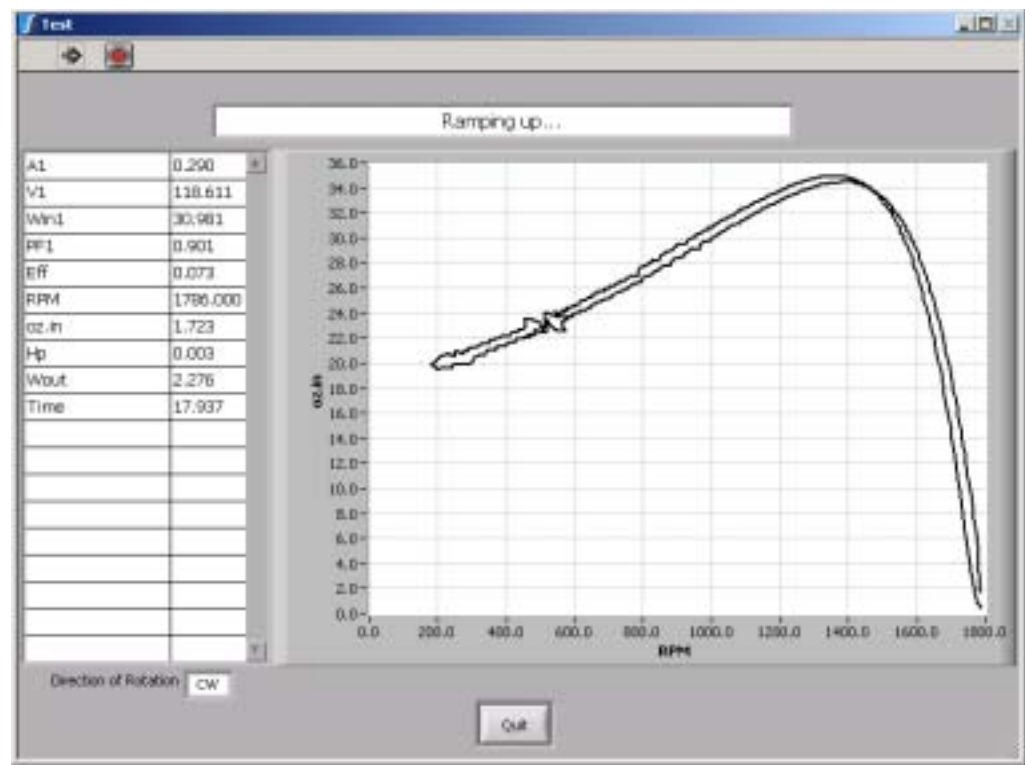 Test
Ramping up...
A1 0.290
V1 118.611
Win1 30.981
PF1 0.901
Eff 0.073
RPM 1786.000
oz.in 1.723
Hp 0.003
Wout 2.276
Time 17.937
36.0
34.0
32.0
30.0
28.0
26.0
24.0
22.0
20.0
18.0
16.0
14.0
12.0
10.0
8.0
6.0
4.0
2.0
0.0
oz.in
0.0 200.0 400.0 600.0 800.0 1000.0 1200.0 1400.0 1600.0 1800.0
RPM
Direction of Rotation CW
Quit